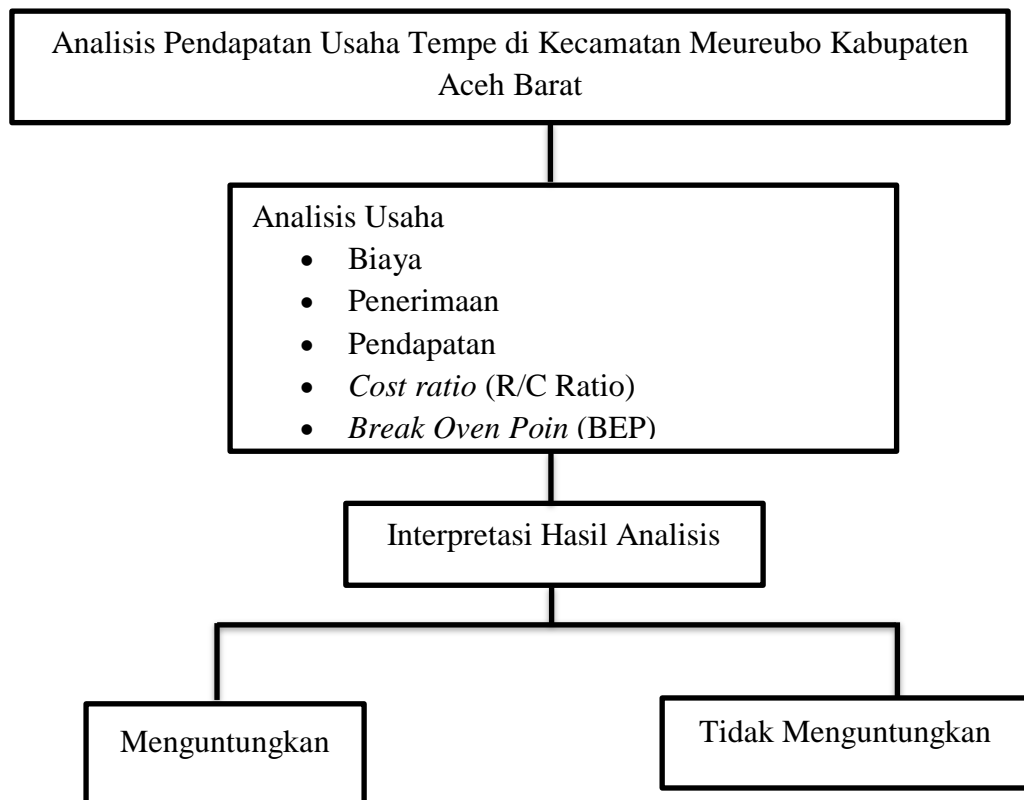 Analisis Pendapatan Usaha Tempe di Kecamatan Meureubo Kabupaten
Aceh Barat
Analisis Usaha
• Biaya
• Penerimaan
• Pendapatan
• Cost ratio (R/C Ratio)
• Break Oven Poin (BEP)
Interpretasi Hasil Analisis
Menguntungkan
Tidak Menguntungkan